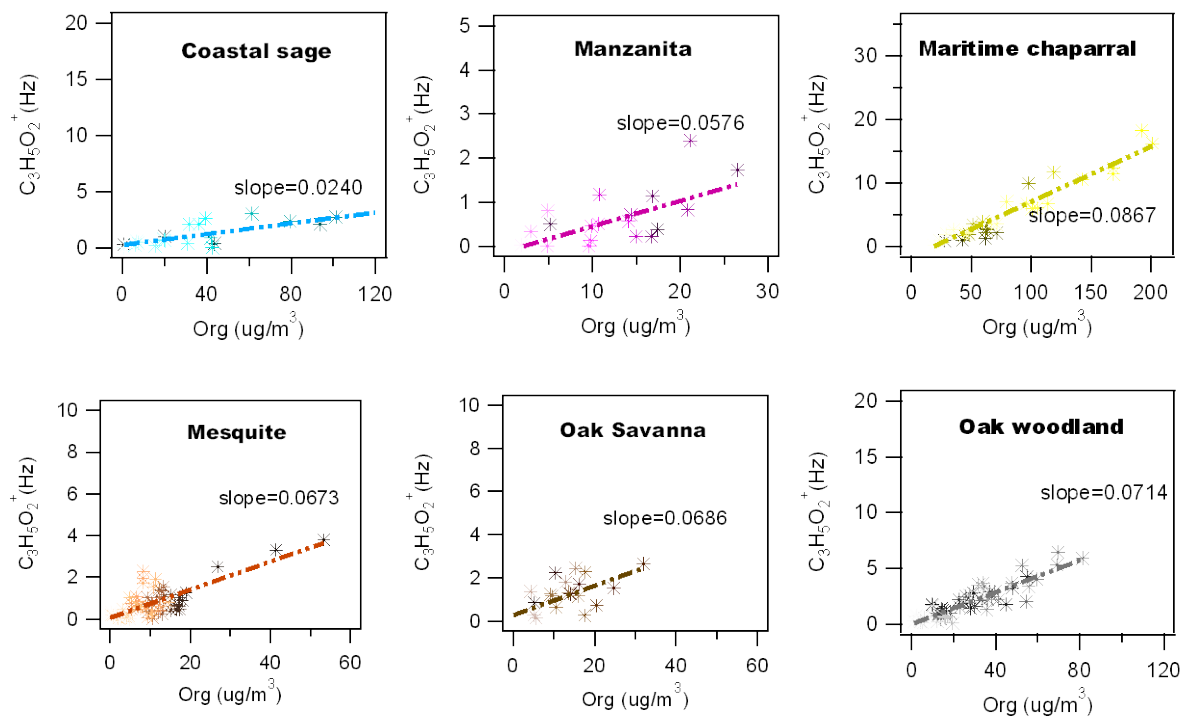 Coastal sage
20
15
10
5
0
C3H5O2+ (Hz)
slope=0.0240
0 40 80 120
Org (ug/m3)
Manzanita
5
4
3
2
1
0
C3H5O2+ (Hz)
slope=0.0576
0 10 20 30
Org (ug/m3)
Maritime chaparral
30
20
10
0
C3H5O2+ (Hz)
slope=0.0867
0 50 100 150 200
Org (ug/m3)
Mesquite
10
8
6
4
2
0
C3H5O2+ (Hz)
slope=0.0673
0 20 40 60
Org (ug/m3)
Oak Savanna
10
8
6
4
2
0
C3H5O2+ (Hz)
slope=0.0686
0 20 40 60
Org (ug/m3)
Oak woodland
20
15
10
5
0
C3H5O2+ (Hz)
slope=0.0714
0 40 80 120
Org (ug/m3)